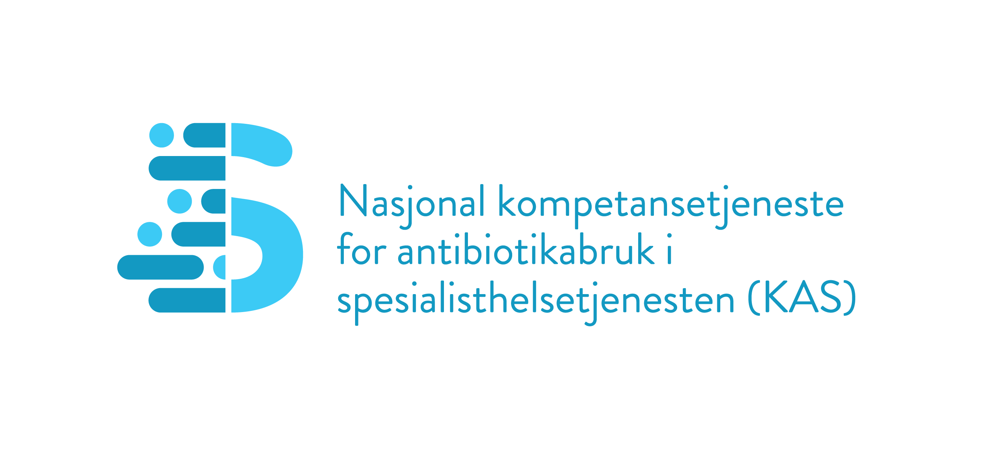 Nasjonal kompetansetjeneste
for antibiotikabruk i
spesialisthelsetjenesten (KAS)